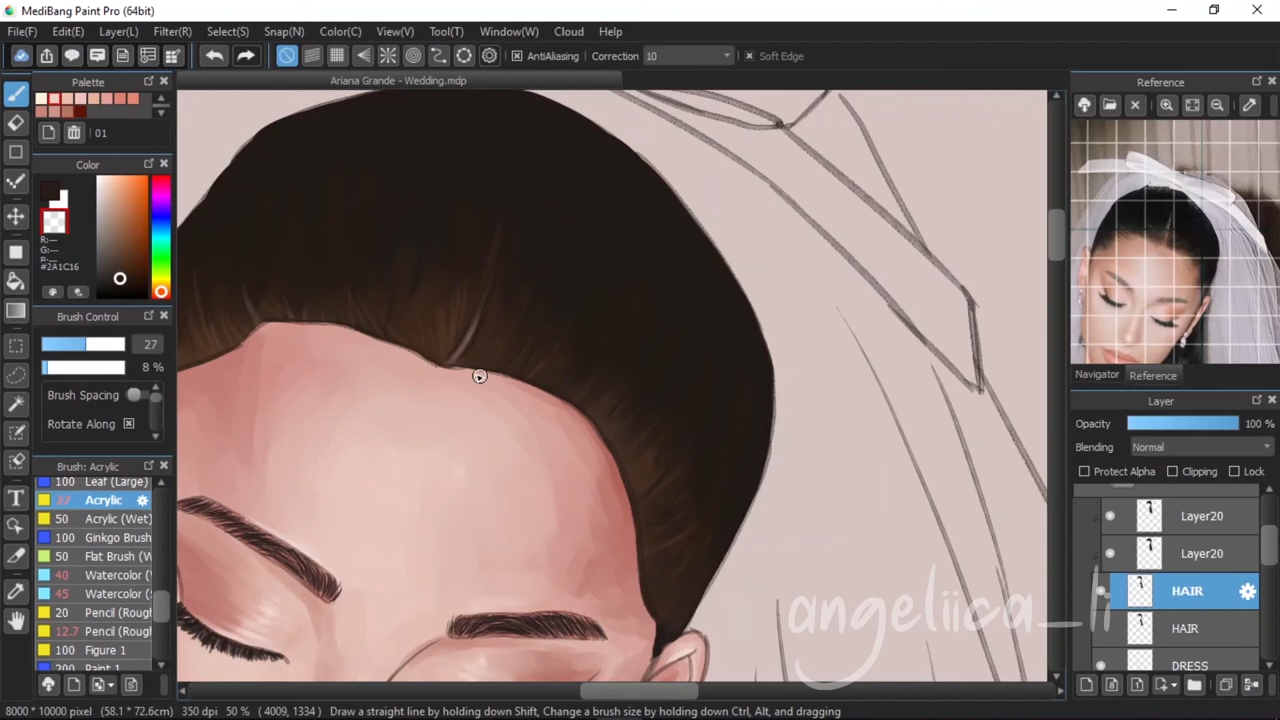 MediBang Paint Pro (64bit)
File(F) Edit(E) Layer(L) Filter(R) Select(S) Snap(N) Color(C) View(V) Tool(T) Window(W) Cloud Help
AntiAliasing Correction 10 Soft Edge
Palette
01
Color
R:---
G:---
B:---
#2A1C16
Brush Control
27
8 %
Brush Spacing
Rotate Along
Brush: Acrylic
100 Leaf (Large)
27 Acrylic
50 Acrylic (Wet)
100 Ginkgo Brush
50 Flat Brush (W
40 Watercolor (
45 Watercolor (W
20 Pencil (Rough
12.7 Pencil (Rough
100 Figure 1
200 Paint 1
Ariana Grande - Wedding.mdp
angeliica_li
Reference
Navigator Reference
Layer
Opacity 100 %
Blending Normal
Protect Alpha Clipping Lock
Layer20
Layer20
HAIR
HAIR
DRESS
8000 * 10000 pixel (58.1 * 72.6cm) 350 dpi 50 % ( 4009, 1334 ) Draw a straight line by holding down Shift, Change a brush size by holding down Ctrl, Alt, and dragging